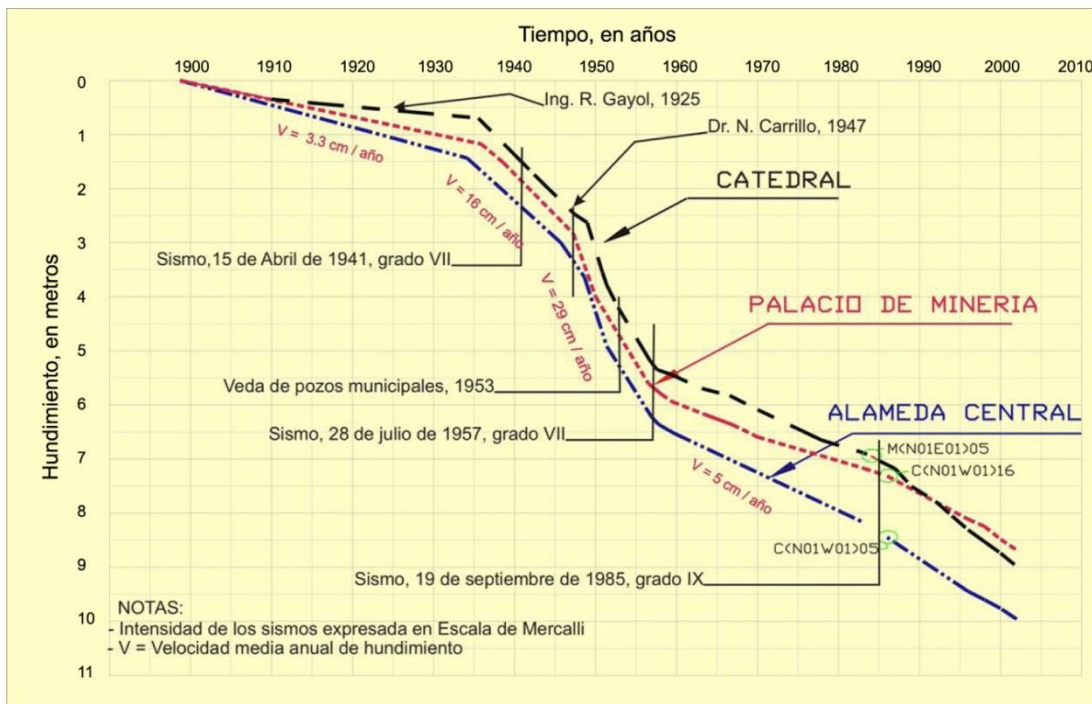 Tiempo, en años
1900 1910 1920 1930 1940 1950 1960 1970 1980 1990 2000 2010
Hundimiento, en metros
0
1
2
3
4
5
6
7
8
9
10
11
Ing. R. Gayol, 1925
Dr. N. Carrillo, 1947
V = 3.3 cm / año
CATEDRAL
V = 16 cm / año
Sismo,15 de Abril de 1941, grado VII
V = 29 cm / año
PALACIO DE MINERIA
Veda de pozos municipales, 1953
ALAMEDA CENTRAL
Sismo, 28 de julio de 1957, grado VII
M(N01E01)05
C(N01W01)16
V = 5 cm / año
C(N01W01)05
Sismo, 19 de septiembre de 1985, grado IX
NOTAS:
- Intensidad de los sismos expresada en Escala de Mercalli
- V = Velocidad media anual de hundimiento